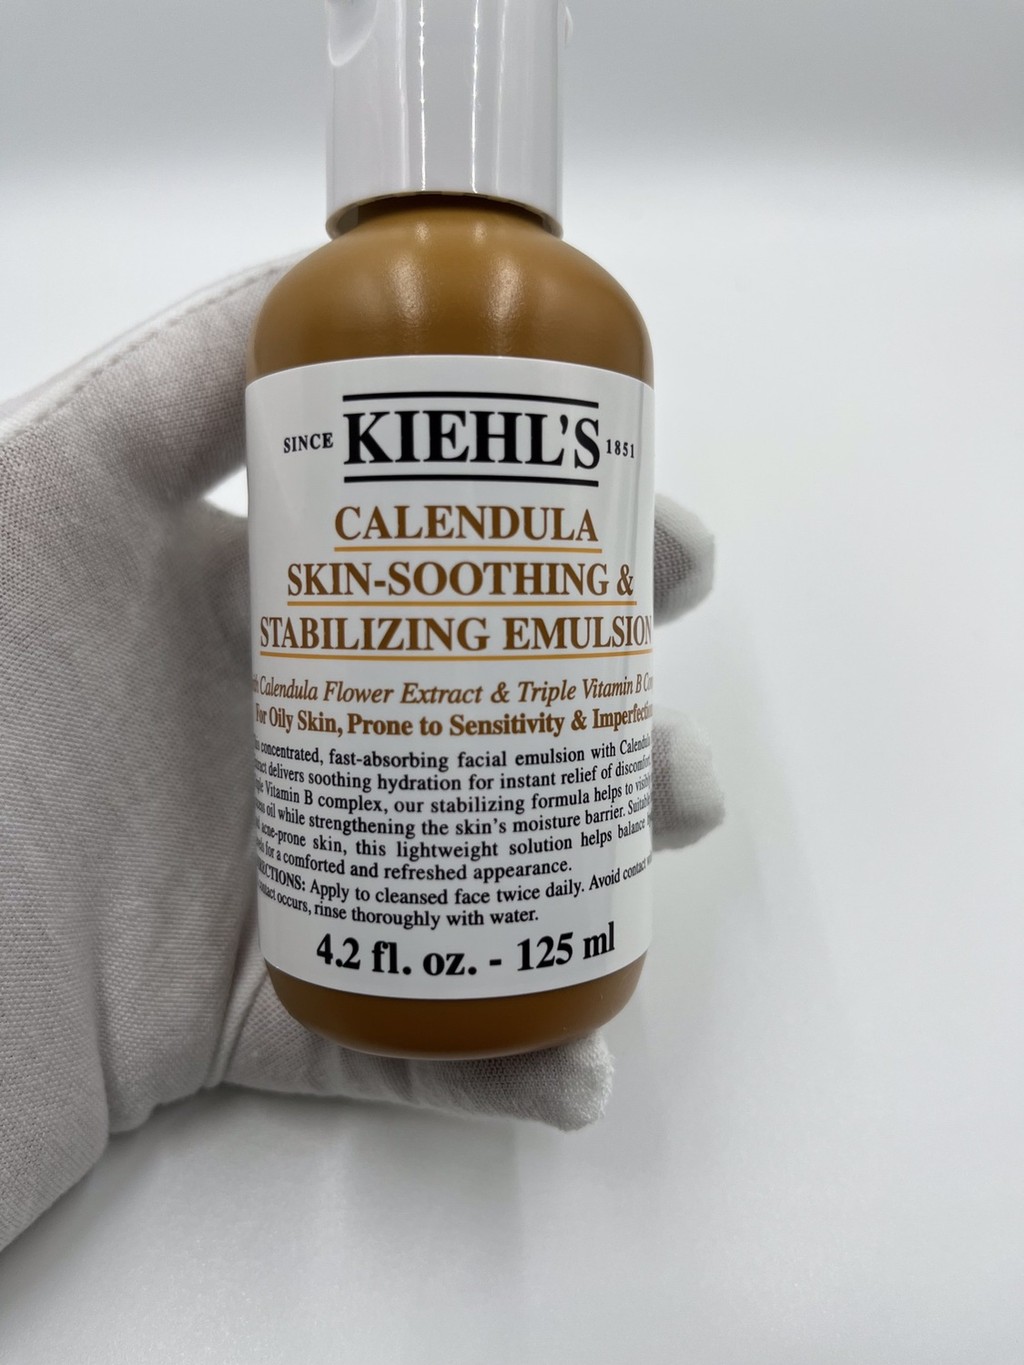 SINCE KIEHL'S 1851
CALENDULA
SKIN-SOOTHING &
STABILIZING EMULSION
Calendula Flower Extract & Triple Vitamin B
For Oily Skin, Prone to Sensitivity &
concentrated, fast-absorbing facial emulsion with
delivers soothing hydration for instant relief of
Vitamin B complex, our stabilizing formula helps to
oil while strengthening the skin's moisture barrier.
acne-prone skin, this lightweight solution helps balance
for a comforted and refreshed appearance.
Apply to cleansed face twice daily. Avoid contact
occurs, rinse thoroughly with water.
4.2 fl. oz. - 125 ml